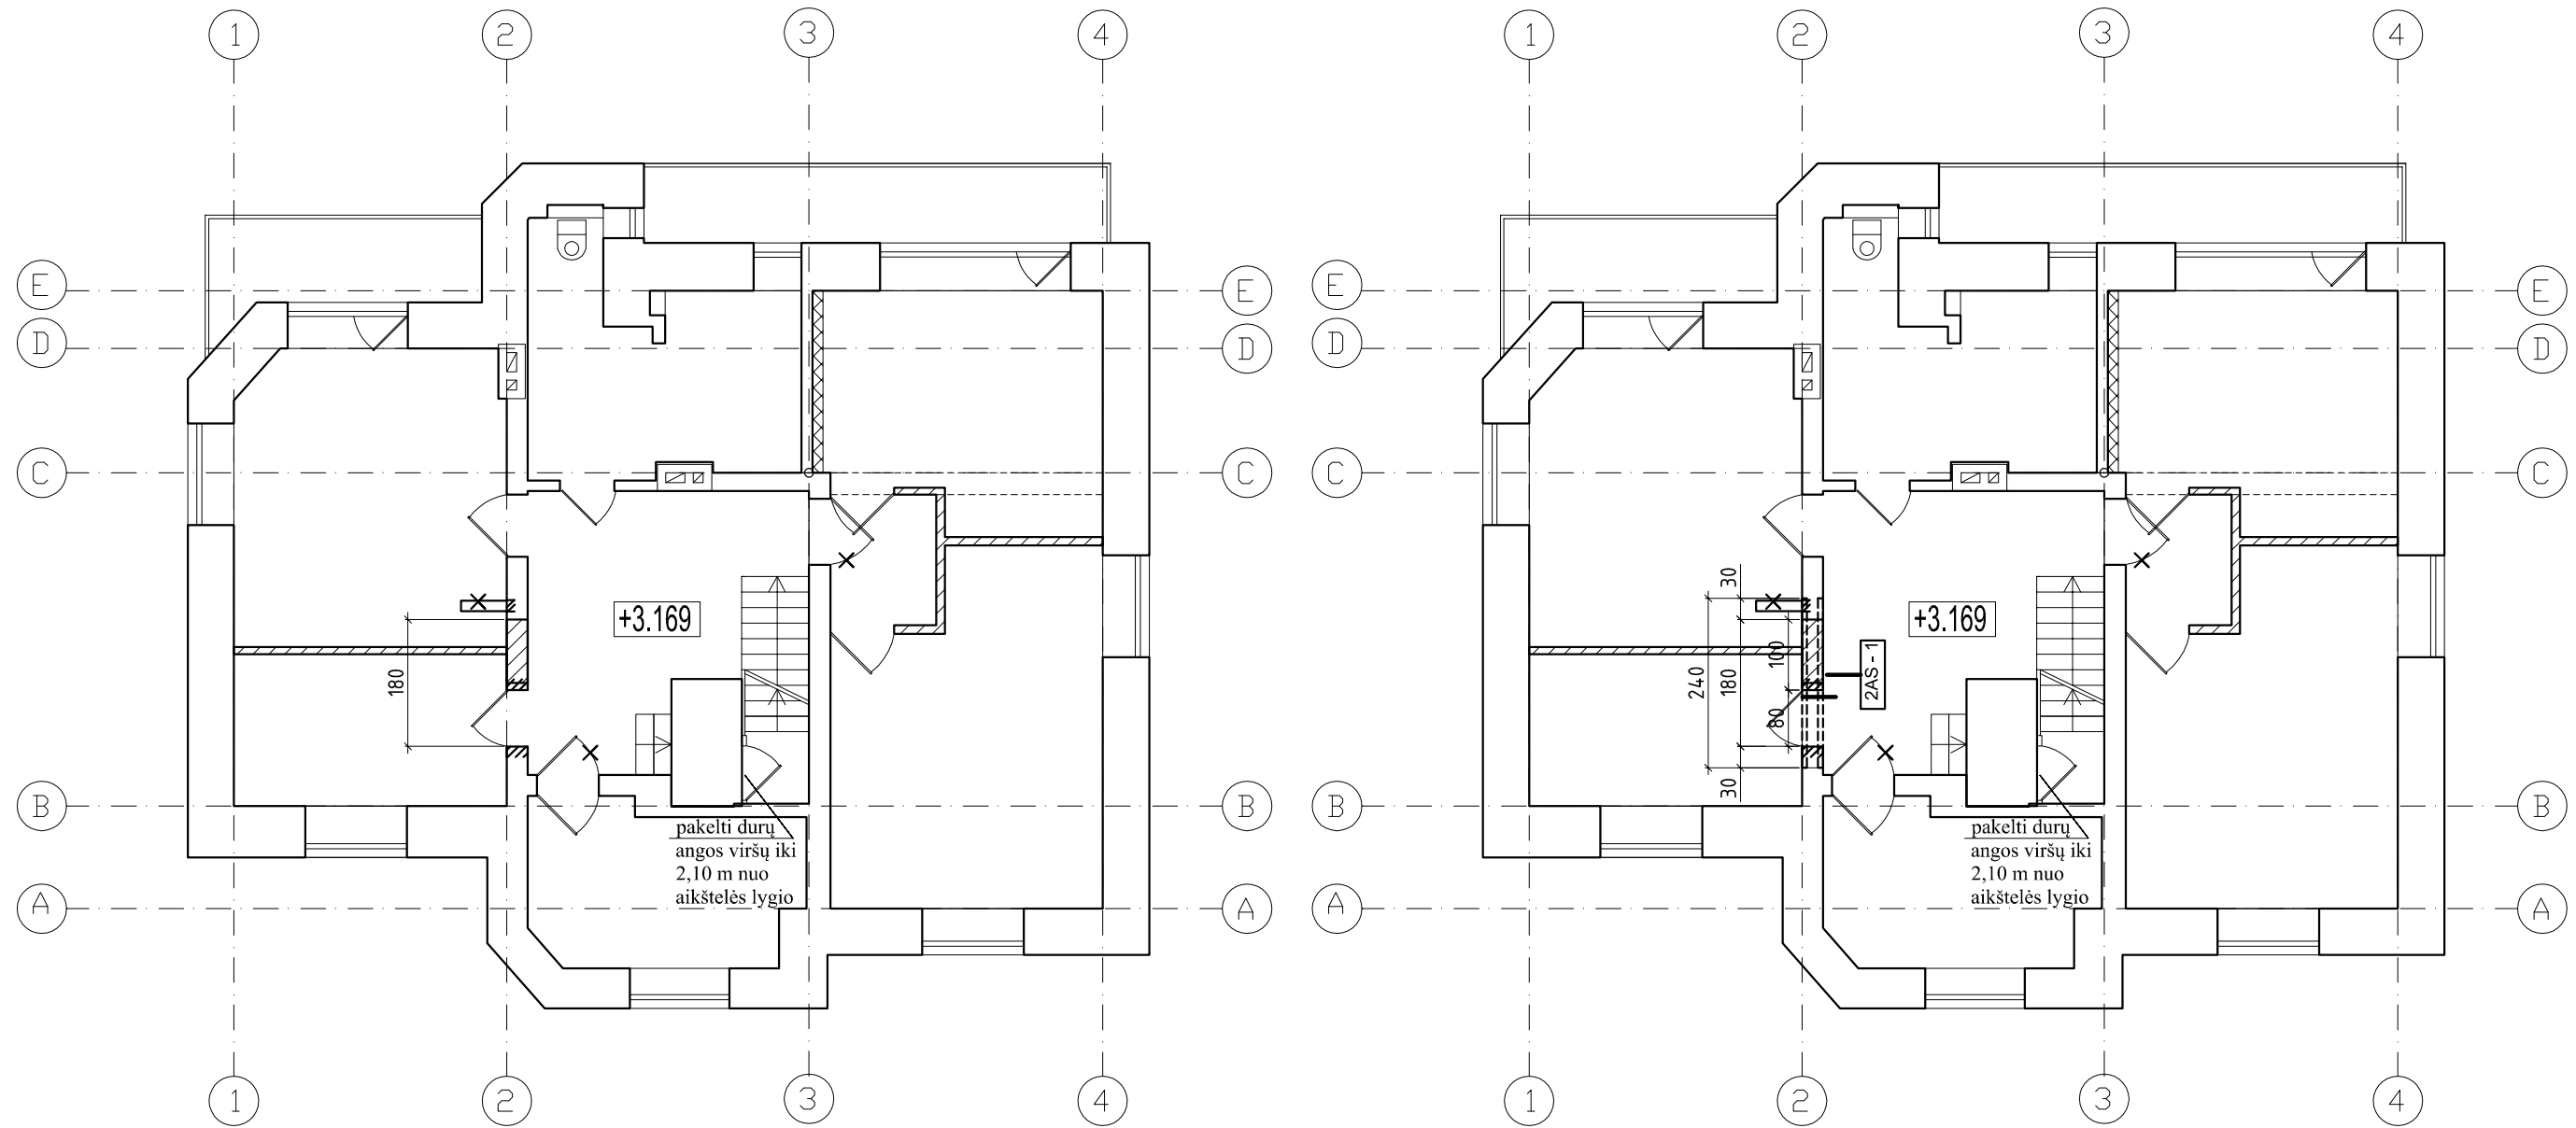 1 2 3 4
E E
D D
C C
+3.169
180
B B
pakelti durų
angos viršų iki
2,10 m nuo
aikštelės lygio
A A
1 2 3 4
1 2 3 4
E E
D D
C C
30
+3.169
100
240
180
2AS - 1
80
30
B B
pakelti durų
angos viršų iki
2,10 m nuo
aikštelės lygio
A A
1 2 3 4